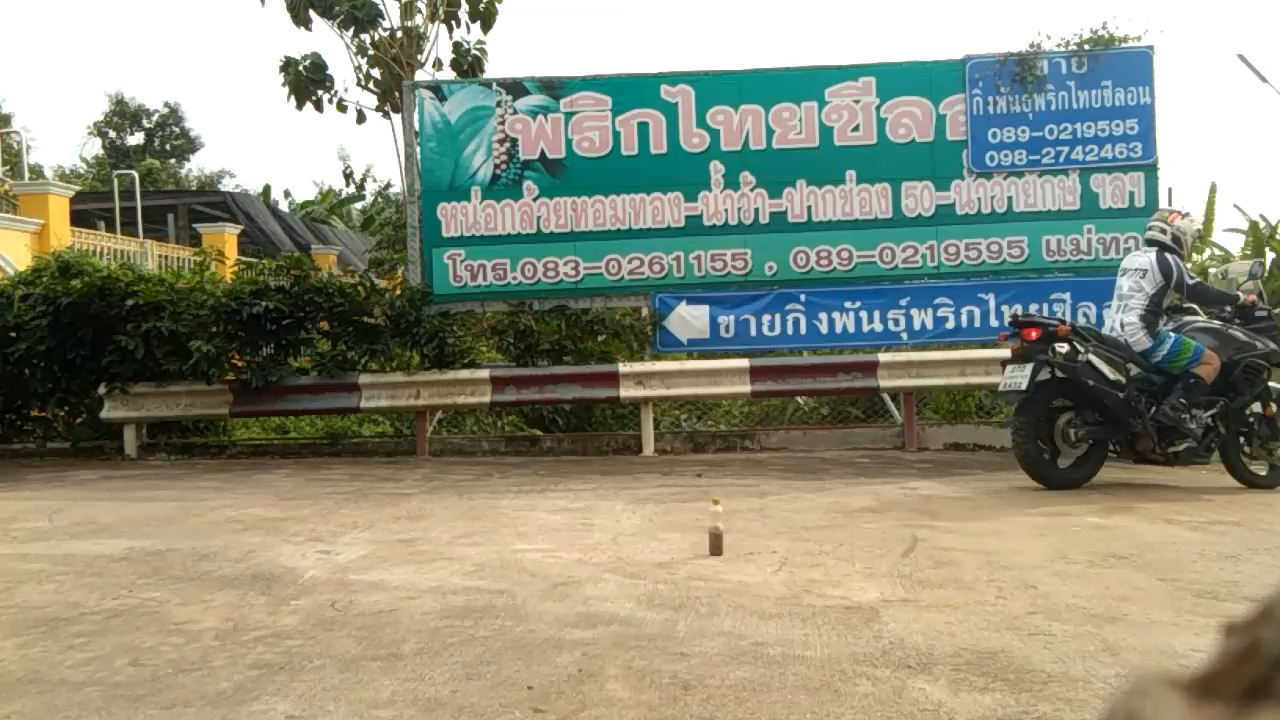 พริกไทยซีลอ
หน่อกล้วยหอมทอง-น้ำว้า-ปากช่อง 50-น้ำว้ายักษ์ ฯลฯ
โทร.083-0261155 , 089-0219595 แม่ทา
ขาย
กิ่งพันธุ์พริกไทยซีลอน
089-0219595
098-2742463
ขายกิ่งพันธุ์พริกไทยซีลอ